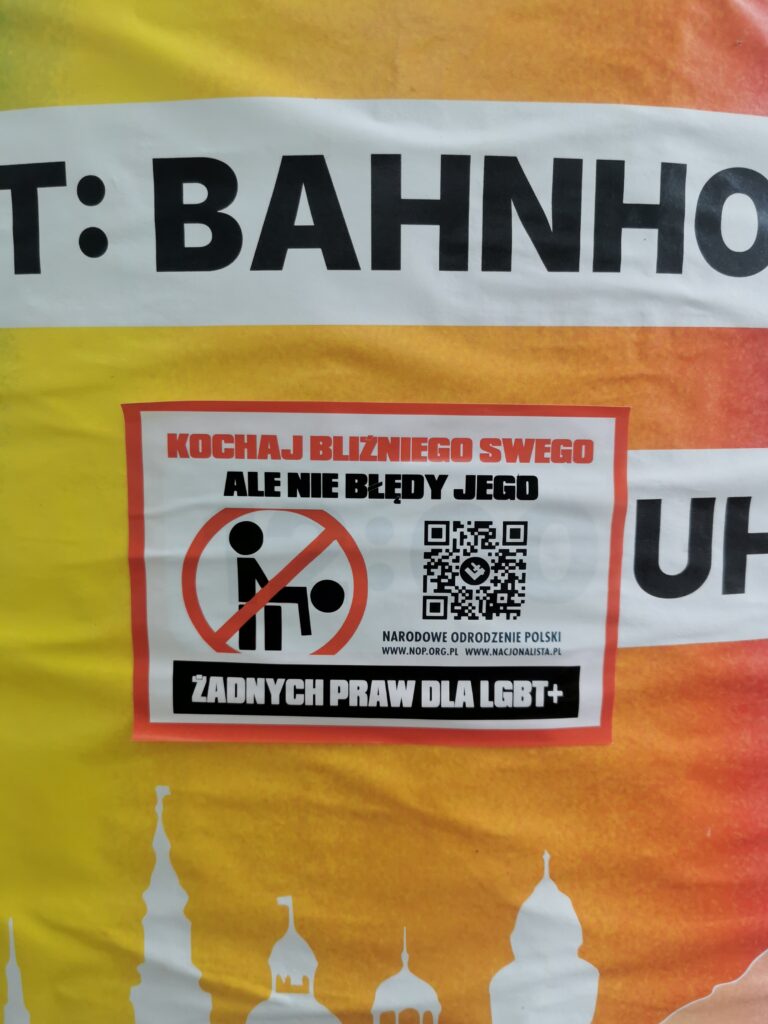 T: BAHNHO
KOCHAJ BLIŹNIEGO SWEGO
ALE NIE BŁĘDY JEGO
UH
NARODOWE ODRODZENIE POLSKI
WWW.NOP.ORG.PL WWW.NACJONALISTA.PL
ŻADNYCH PRAW DLA LGBT+